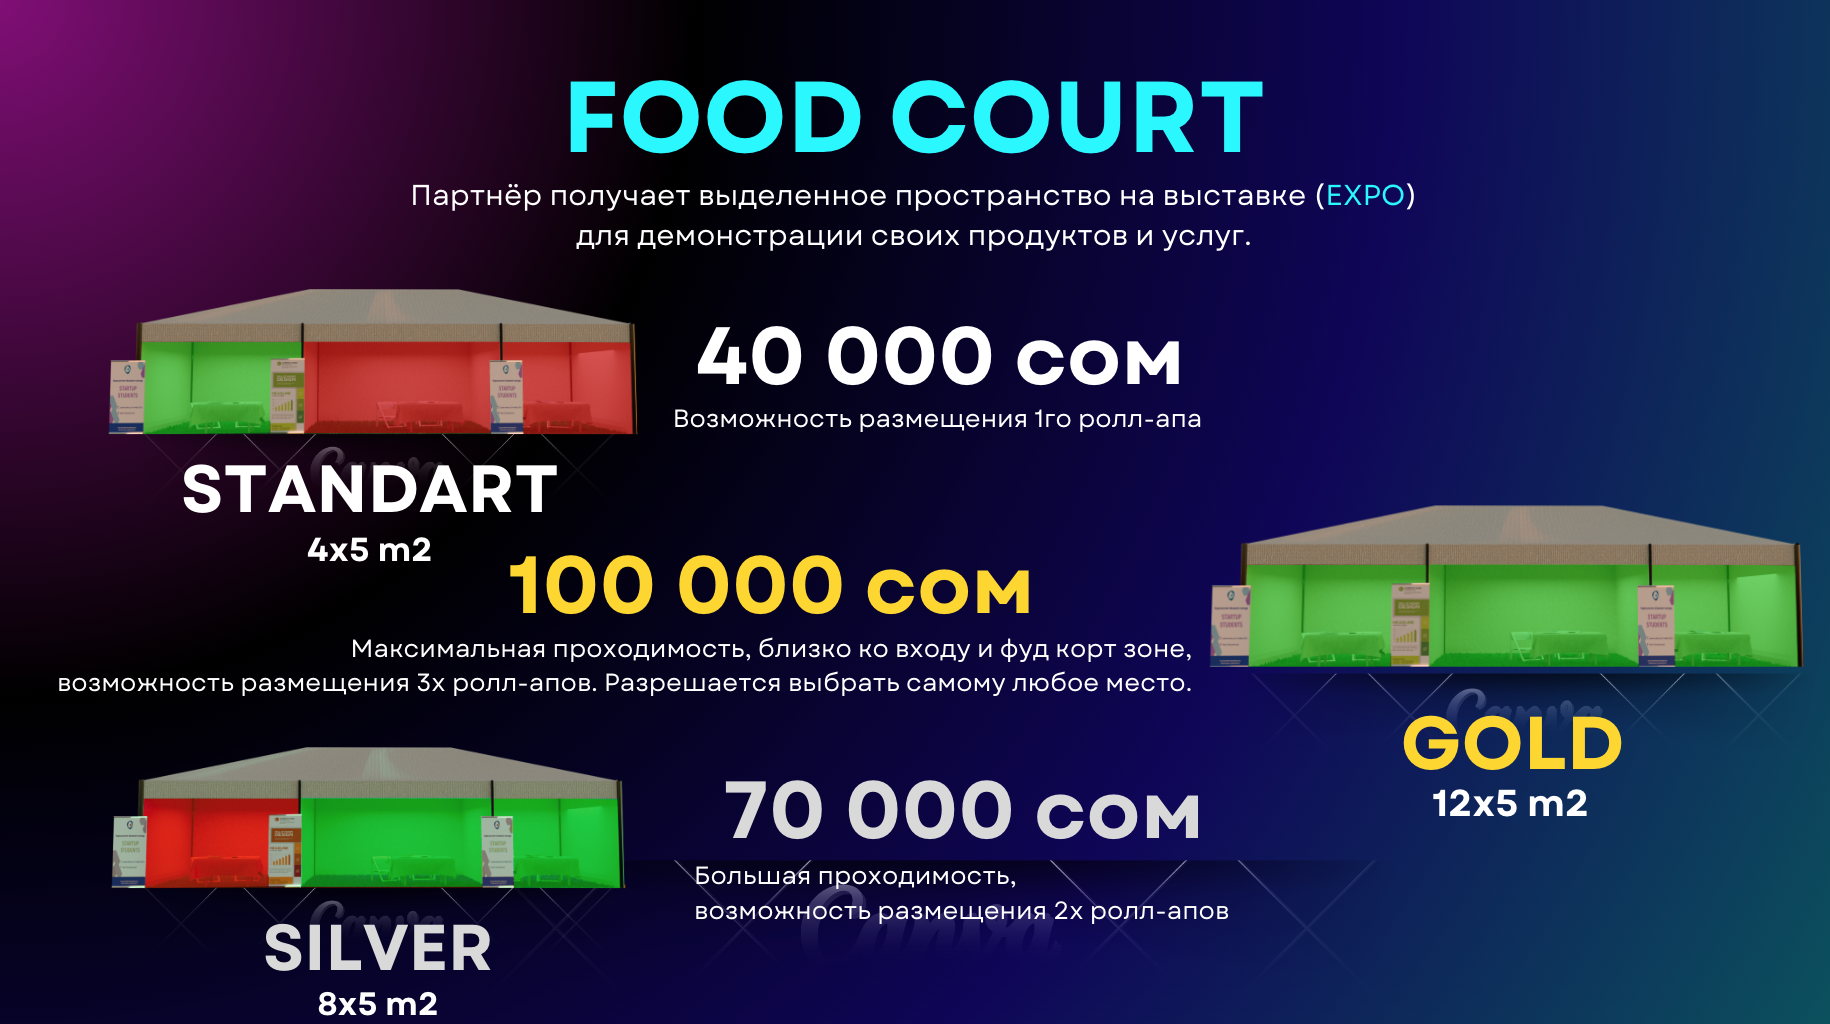 FOOD COURT
Партнёр получает выделенное пространство на выставке (EXPO)
для демонстрации своих продуктов и услуг.
40 000 сом
Возможность размещения 1го ролл-апа
STANDART
4x5 m2
100 000 сом
Максимальная проходимость, близко ко входу и фуд корт зоне,
возможность размещения 3х ролл-апов. Разрешается выбрать самому любое место.
STARTUP
STUDENTS
GOLD
12x5 m2
70 000 сом
Большая проходимость,
возможность размещения 2х ролл-апов
SILVER
8x5 m2
Canva